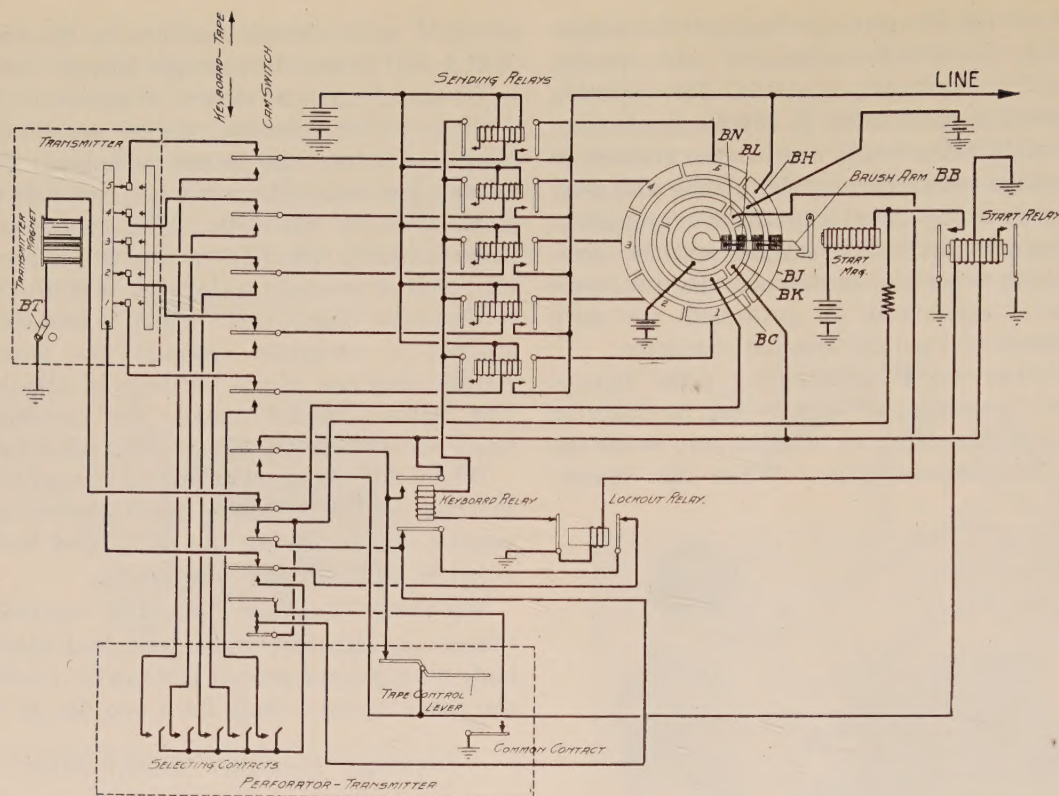 KEYBOARD-TAPE
CAM SWITCH
SENDING RELAYS
LINE
TRANSMITTER
TRANSMITTER
MAGNET
BT
5
4
3
2
1
BN
BL
BH
BRUSH ARM "BB"
5
4
3
2
1
BJ
BK
BC
START
MAG.
START RELAY
KEYBOARD RELAY
LOCKOUT RELAY.
TAPE CONTROL
LEVER
COMMON CONTACT
SELECTING CONTACTS
PERFORATOR-TRANSMITTER